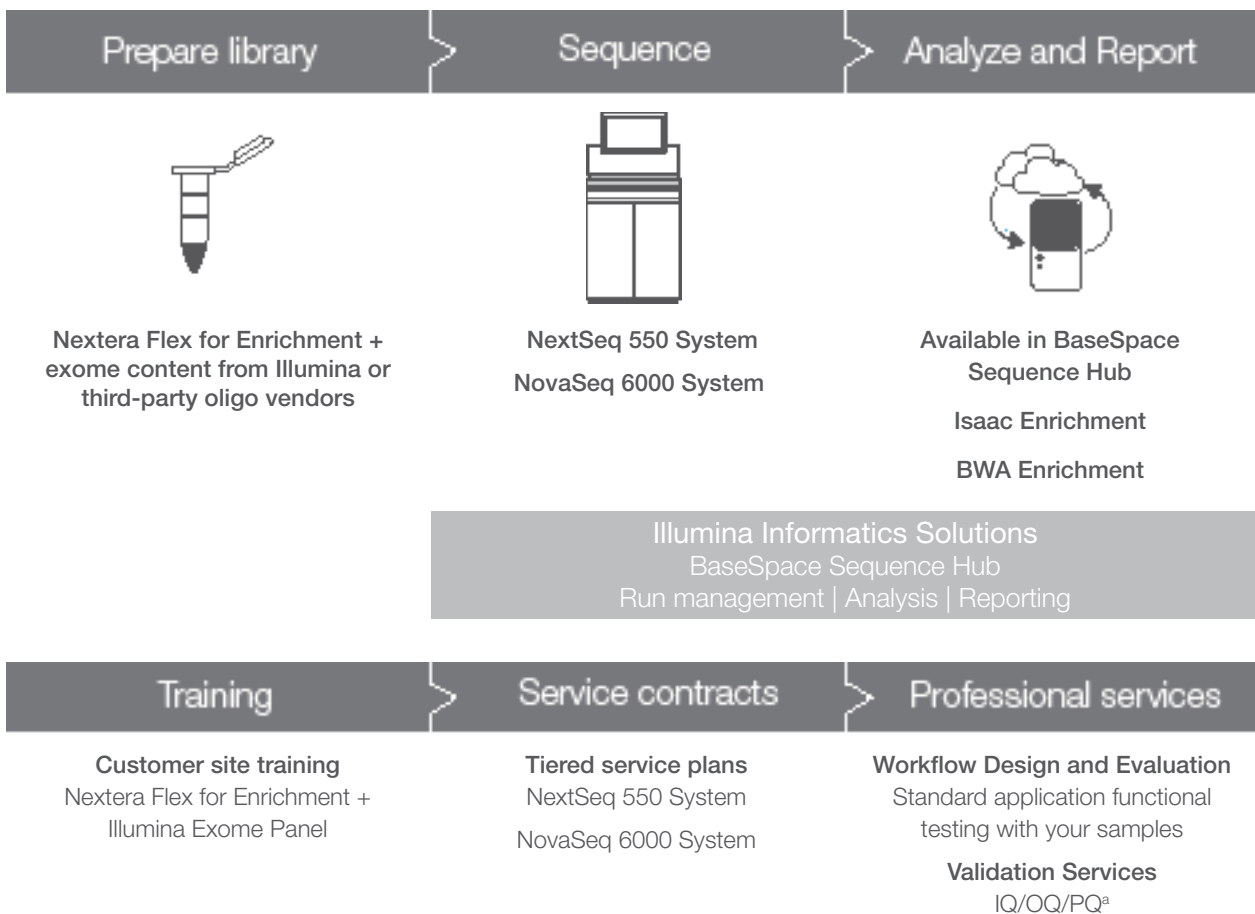 Prepare library
Sequence
Analyze and Report
Nextera Flex for Enrichment +
exome content from Illumina or
third-party oligo vendors
NextSeq 550 System
NovaSeq 6000 System
Available in BaseSpace
Sequence Hub
Isaac Enrichment
BWA Enrichment
Illumina Informatics Solutions
BaseSpace Sequence Hub
Run management | Analysis | Reporting
Training
Service contracts
Professional services
Customer site training
Nextera Flex for Enrichment +
Illumina Exome Panel
Tiered service plans
NextSeq 550 System
NovaSeq 6000 System
Workflow Design and Evaluation
Standard application functional
testing with your samples
Validation Services
IQ/OQ/PQᵃ